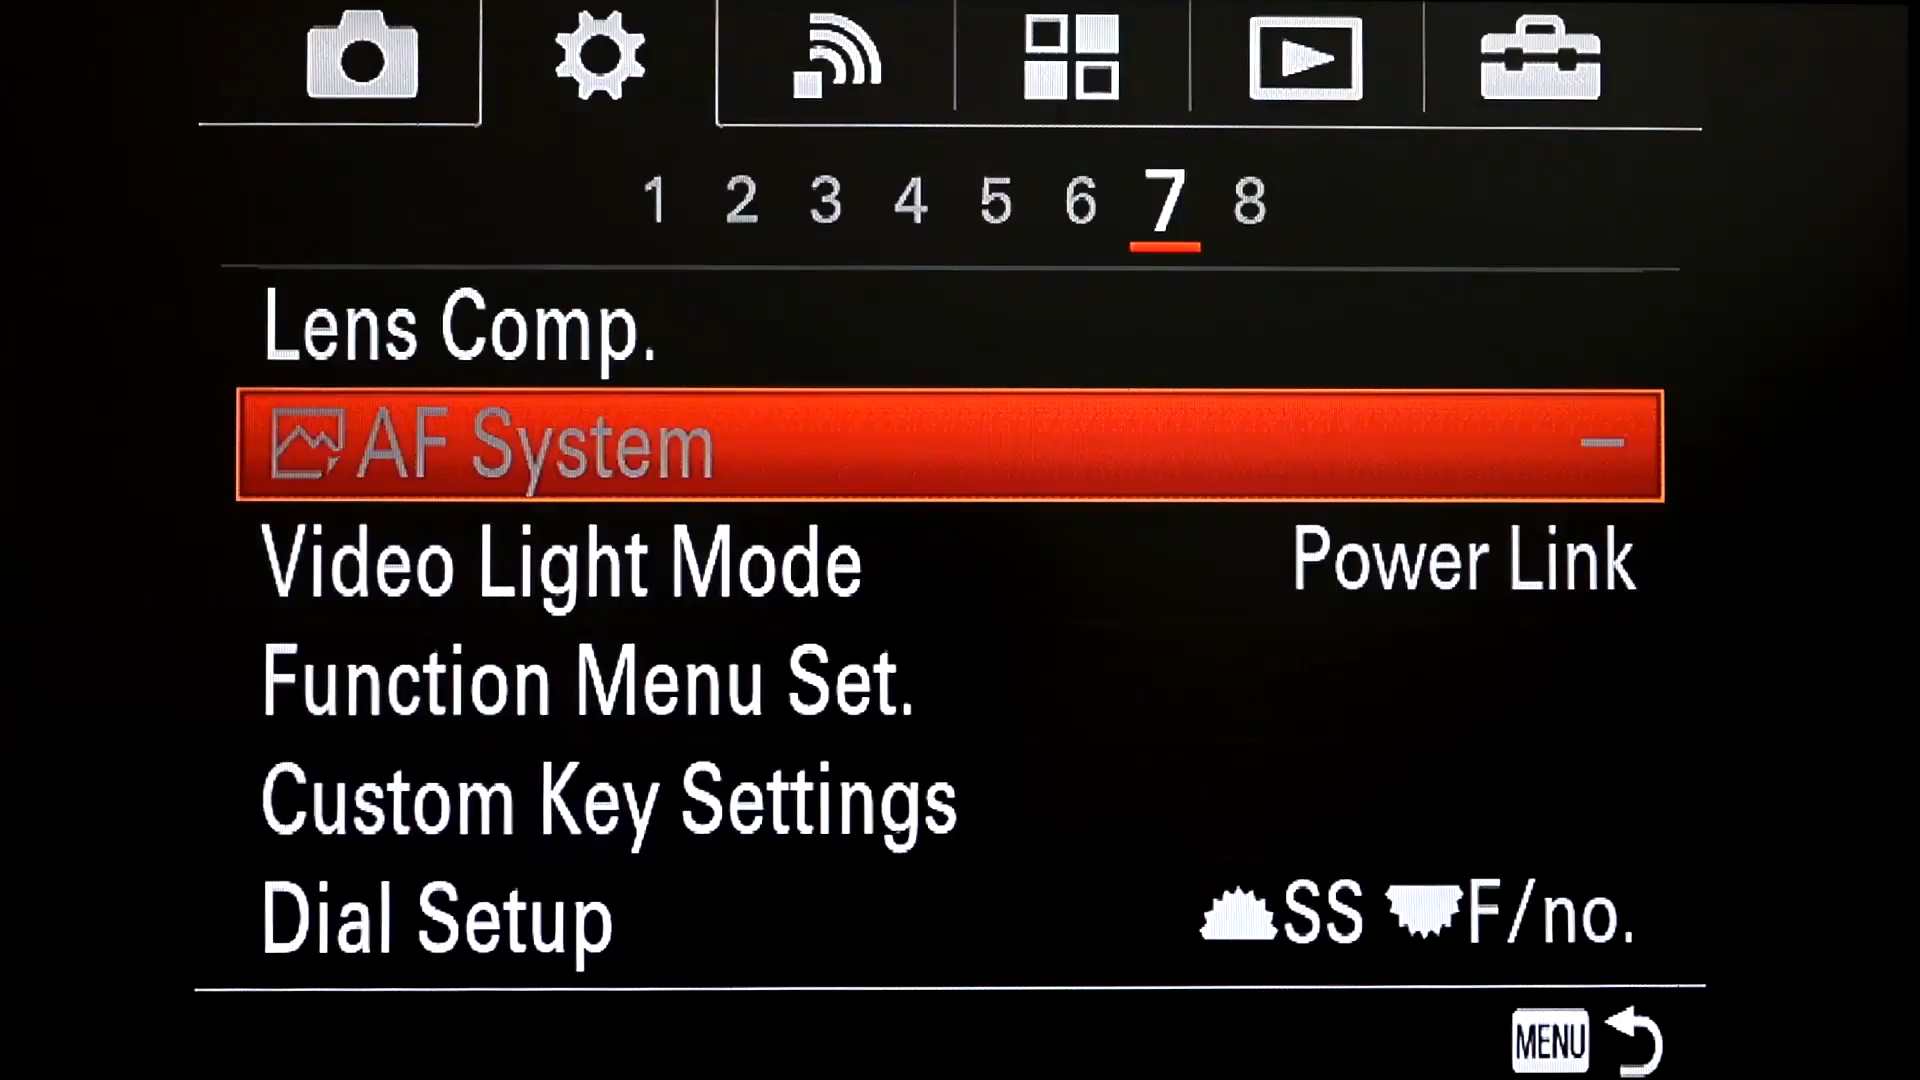 1 2 3 4 5 6 7 8
Lens Comp.
AF System –
Video Light Mode Power Link
Function Menu Set.
Custom Key Settings
Dial Setup SS F/no.
MENU